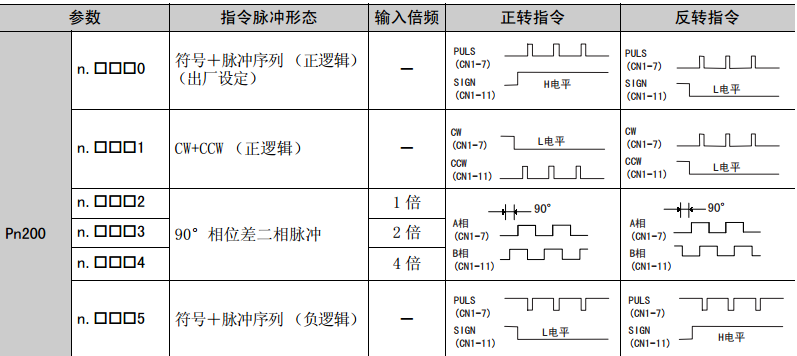 参数 指令脉冲形态 输入倍频 正转指令 反转指令
Pn200
n.□□□0 符号＋脉冲序列 （正逻辑） －
（出厂设定）
PULS
(CN1-7)
SIGN
(CN1-11)
H电平
PULS
(CN1-7)
SIGN
(CN1-11)
L电平
n.□□□1 CW+CCW （正逻辑） －
CW
(CN1-7)
L电平
CCW
(CN1-11)
CW
(CN1-7)
CCW
(CN1-11)
L电平
n.□□□2 1 倍
n.□□□3 90° 相位差二相脉冲 2 倍
n.□□□4 4 倍
90°
A相
(CN1-7)
B相
(CN1-11)
90°
A相
(CN1-7)
B相
(CN1-11)
n.□□□5 符号＋脉冲序列 （负逻辑） －
PULS
(CN1-7)
SIGN
(CN1-11)
L电平
PULS
(CN1-7)
SIGN
(CN1-11)
H电平